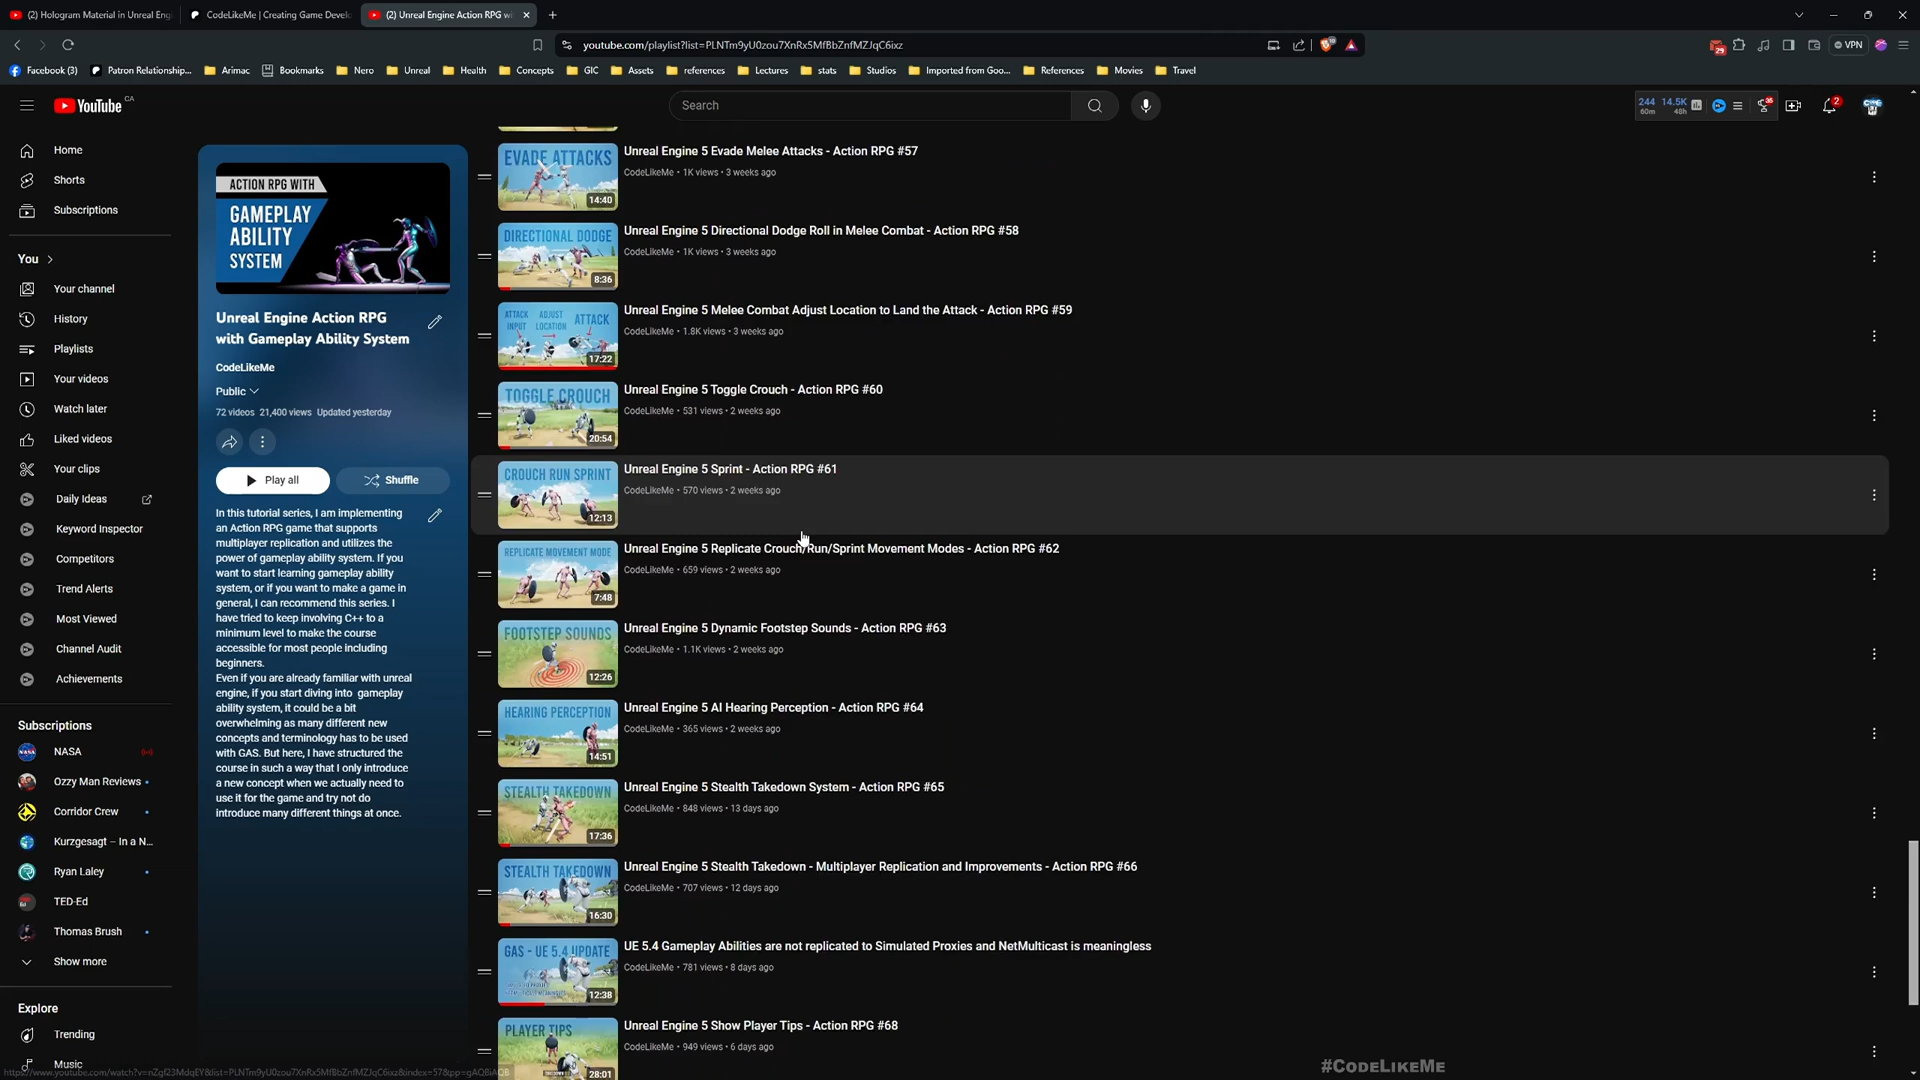 (2) Hologram Material in Unreal Engi
CodeLikeMe | Creating Game Develo
(2) Unreal Engine Action RPG wi
youtube.com/playlist?list=PLNTm9yU0zou7XnRx5MfBbZnfMZJqC6ixz
29
VPN
Facebook (3)
Patron Relationship...
Arimac
Bookmarks
Nero
Unreal
Health
Concepts
GIC
Assets
references
Lectures
stats
Studios
Imported from Goo...
References
Movies
Travel
YouTube CA
Search
244 14.5K
60m 48h
2
Home
Shorts
Subscriptions
You
Your channel
History
Playlists
Your videos
Watch later
Liked videos
Your clips
Daily Ideas
Keyword Inspector
Competitors
Trend Alerts
Most Viewed
Channel Audit
Achievements
Subscriptions
NASA
Ozzy Man Reviews
Corridor Crew
Kurzgesagt – In a N...
Ryan Laley
TED-Ed
Thomas Brush
Show more
Explore
Trending
Music
ACTION RPG WITH
GAMEPLAY
ABILITY
SYSTEM
Unreal Engine Action RPG
with Gameplay Ability System
CodeLikeMe
Public
72 videos 21,400 views Updated yesterday
Play all
Shuffle
In this tutorial series, I am implementing
an Action RPG game that supports
multiplayer replication and utilizes the
power of gameplay ability system. If you
want to start learning gameplay ability
system, or if you want to make a game in
general, I can recommend this series. I
have tried to keep involving C++ to a
minimum level to make the course
accessible for most people including
beginners.
Even if you are already familiar with unreal
engine, if you start diving into gameplay
ability system, it could be a bit
overwhelming as many different new
concepts and terminology has to be used
with GAS. But here, I have structured the
course in such a way that I only introduce
a new concept when we actually need to
use it for the game and try not do
introduce many different things at once.
EVADE ATTACKS
14:40
Unreal Engine 5 Evade Melee Attacks - Action RPG #57
CodeLikeMe • 1K views • 3 weeks ago
DIRECTIONAL DODGE
8:36
Unreal Engine 5 Directional Dodge Roll in Melee Combat - Action RPG #58
CodeLikeMe • 1K views • 3 weeks ago
ATTACK INPUT ADJUST LOCATION ATTACK
17:22
Unreal Engine 5 Melee Combat Adjust Location to Land the Attack - Action RPG #59
CodeLikeMe • 1.8K views • 3 weeks ago
TOGGLE CROUCH
20:54
Unreal Engine 5 Toggle Crouch - Action RPG #60
CodeLikeMe • 531 views • 2 weeks ago
CROUCH RUN SPRINT
12:13
Unreal Engine 5 Sprint - Action RPG #61
CodeLikeMe • 570 views • 2 weeks ago
REPLICATE MOVEMENT MODE
7:48
Unreal Engine 5 Replicate Crouch/Run/Sprint Movement Modes - Action RPG #62
CodeLikeMe • 659 views • 2 weeks ago
FOOTSTEP SOUNDS
12:26
Unreal Engine 5 Dynamic Footstep Sounds - Action RPG #63
CodeLikeMe • 1.1K views • 2 weeks ago
HEARING PERCEPTION
14:51
Unreal Engine 5 AI Hearing Perception - Action RPG #64
CodeLikeMe • 365 views • 2 weeks ago
STEALTH TAKEDOWN
17:36
Unreal Engine 5 Stealth Takedown System - Action RPG #65
CodeLikeMe • 848 views • 13 days ago
STEALTH TAKEDOWN
16:30
Unreal Engine 5 Stealth Takedown - Multiplayer Replication and Improvements - Action RPG #66
CodeLikeMe • 707 views • 12 days ago
GAS - UE 5.4 UPDATE
12:38
UE 5.4 Gameplay Abilities are not replicated to Simulated Proxies and NetMulticast is meaningless
CodeLikeMe • 781 views • 8 days ago
PLAYER TIPS
28:01
Unreal Engine 5 Show Player Tips - Action RPG #68
CodeLikeMe • 949 views • 6 days ago
#CodeLikeMe